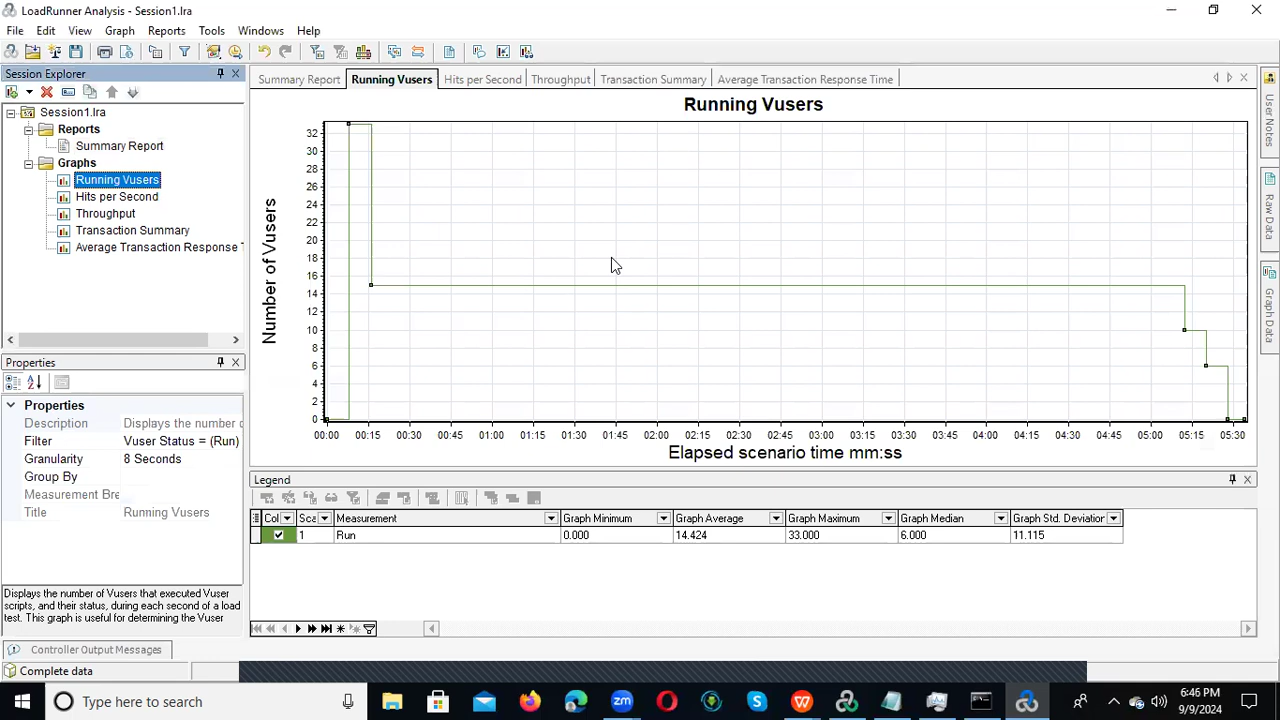 LoadRunner Analysis - Session1.lra
File Edit View Graph Reports Tools Windows Help
Session Explorer
Session1.lra
Reports
Summary Report
Graphs
Running Vusers
Hits per Second
Throughput
Transaction Summary
Average Transaction Response T
Properties
Properties
Description Displays the number
Filter Vuser Status = (Run)
Granularity 8 Seconds
Group By
Measurement Bre
Title Running Vusers
Displays the number of Vusers that executed Vuser
scripts, and their status, during each second of a load
test. This graph is useful for determining the Vuser
Controller Output Messages
Complete data
Summary Report Running Vusers Hits per Second Throughput Transaction Summary Average Transaction Response Time
Running Vusers
Number of Vusers
32
30
28
26
24
22
20
18
16
14
12
10
8
6
4
2
0
00:00 00:15 00:30 00:45 01:00 01:15 01:30 01:45 02:00 02:15 02:30 02:45 03:00 03:15 03:30 03:45 04:00 04:15 04:30 04:45 05:00 05:15 05:30
Elapsed scenario time mm:ss
Legend
Col Sca Measurement Graph Minimum Graph Average Graph Maximum Graph Median Graph Std. Deviation
1 Run 0.000 14.424 33.000 6.000 11.115
User Notes
Raw Data
Graph Data
Type here to search
zm
W
S
6:46 PM
9/9/2024